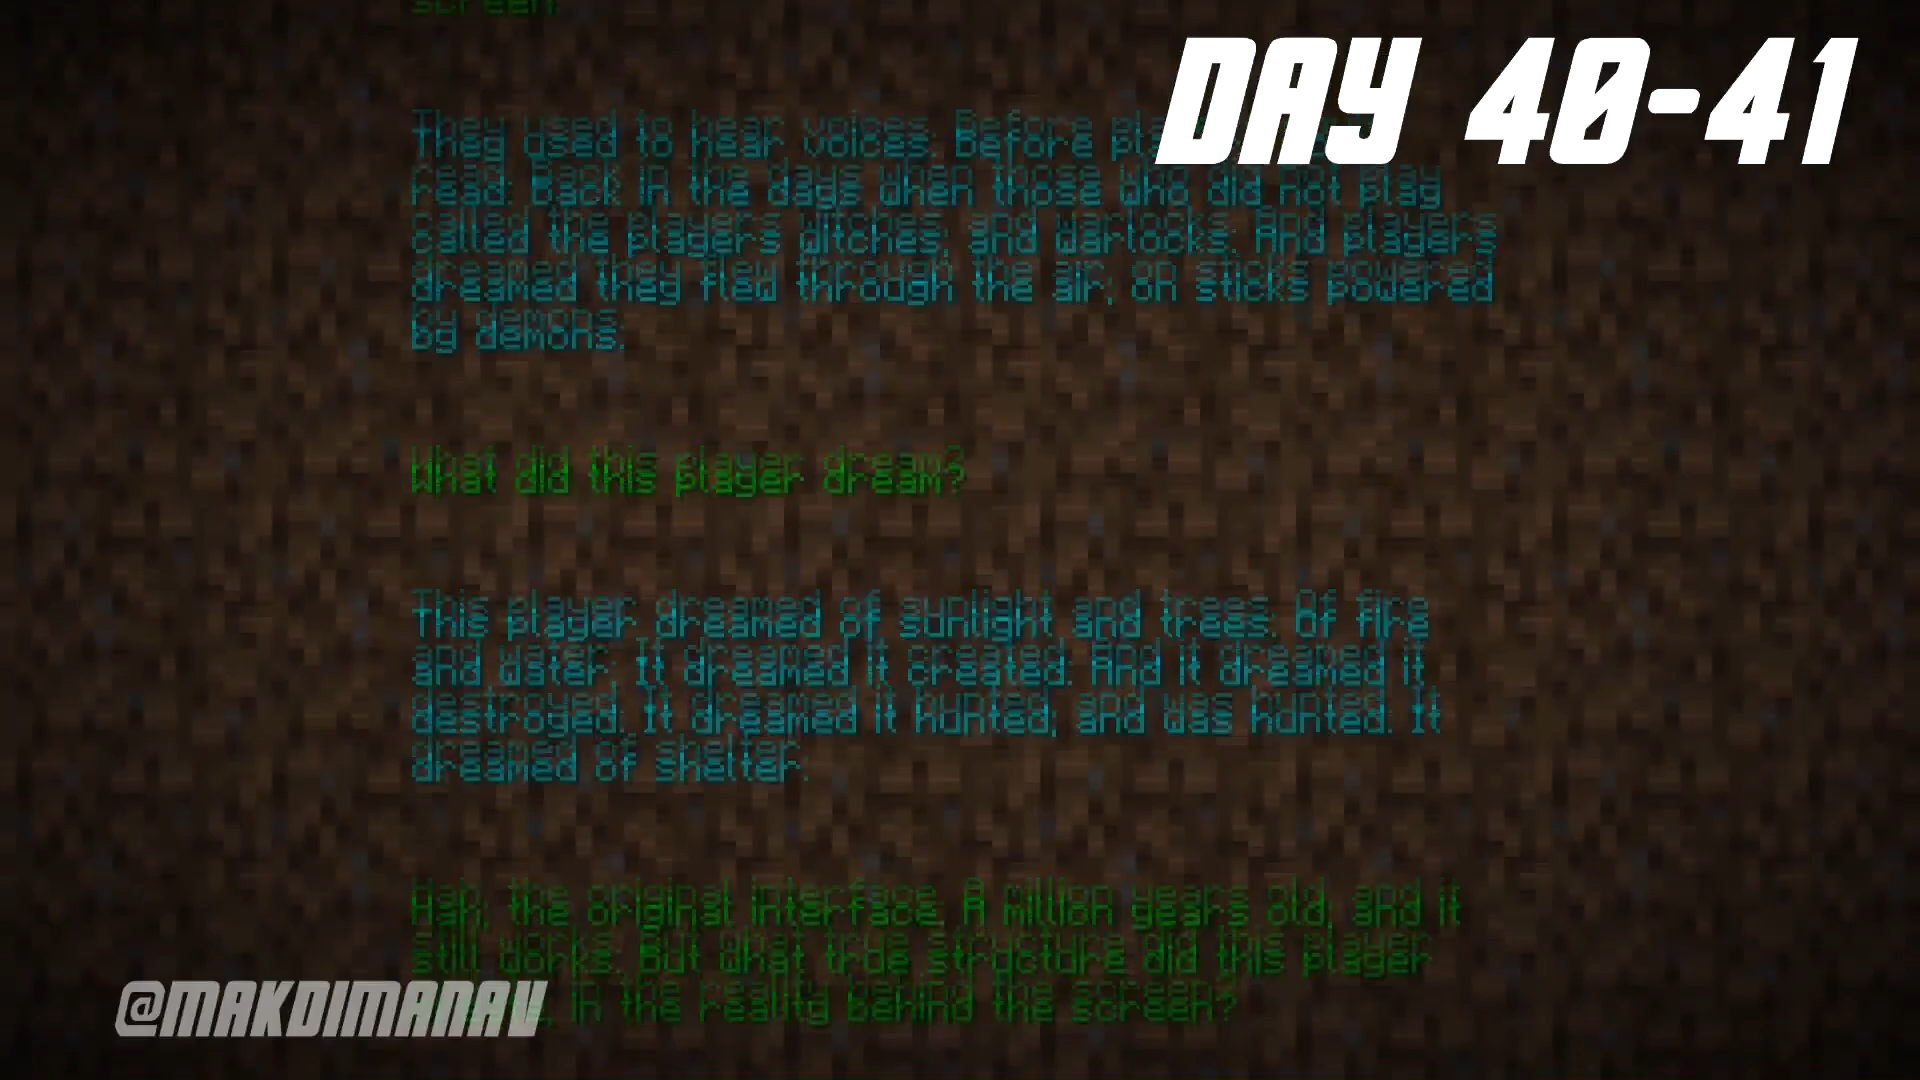 screen.
DAY 40-41
They used to hear voices. Before players could
read. Back in the days when those who did not play
called the players witches, and warlocks. And players
dreamed they flew through the air, on sticks powered
by demons.
What did this player dream?
This player dreamed of sunlight and trees. Of fire
and water. It dreamed it created. And it dreamed it
destroyed. It dreamed it hunted, and was hunted. It
dreamed of shelter.
Hah, the original interface. A million years old, and it
still works. But what true structure did this player
in the reality behind the screen?
@MAKDIMANAV